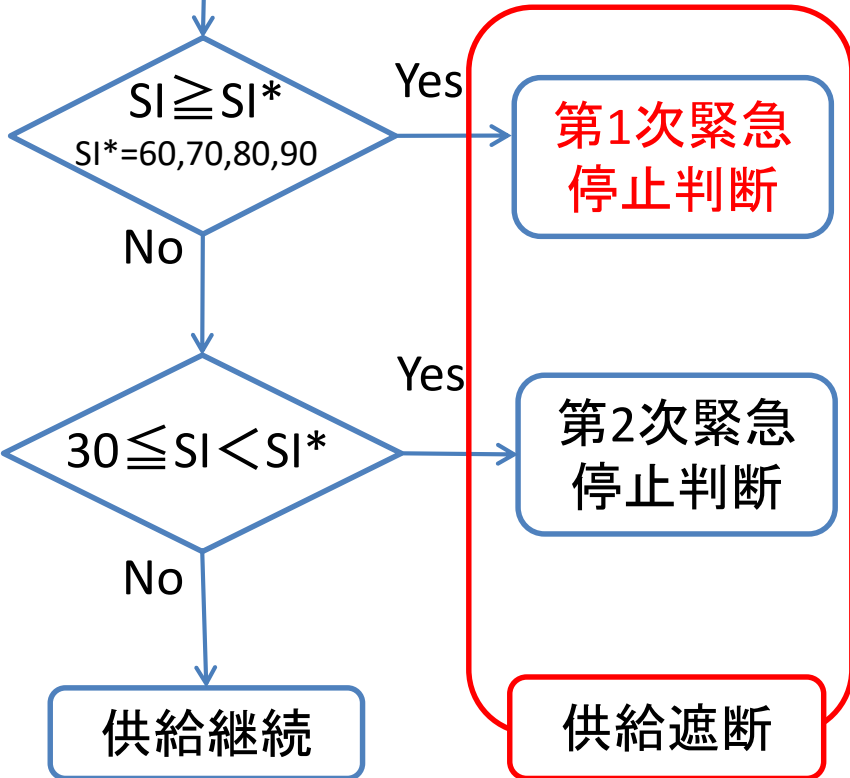 SI≧SI*
SI*=60,70,80,90
Yes
第1次緊急
停止判断
No
30≦SI＜SI*
Yes
第2次緊急
停止判断
No
供給継続
供給遮断